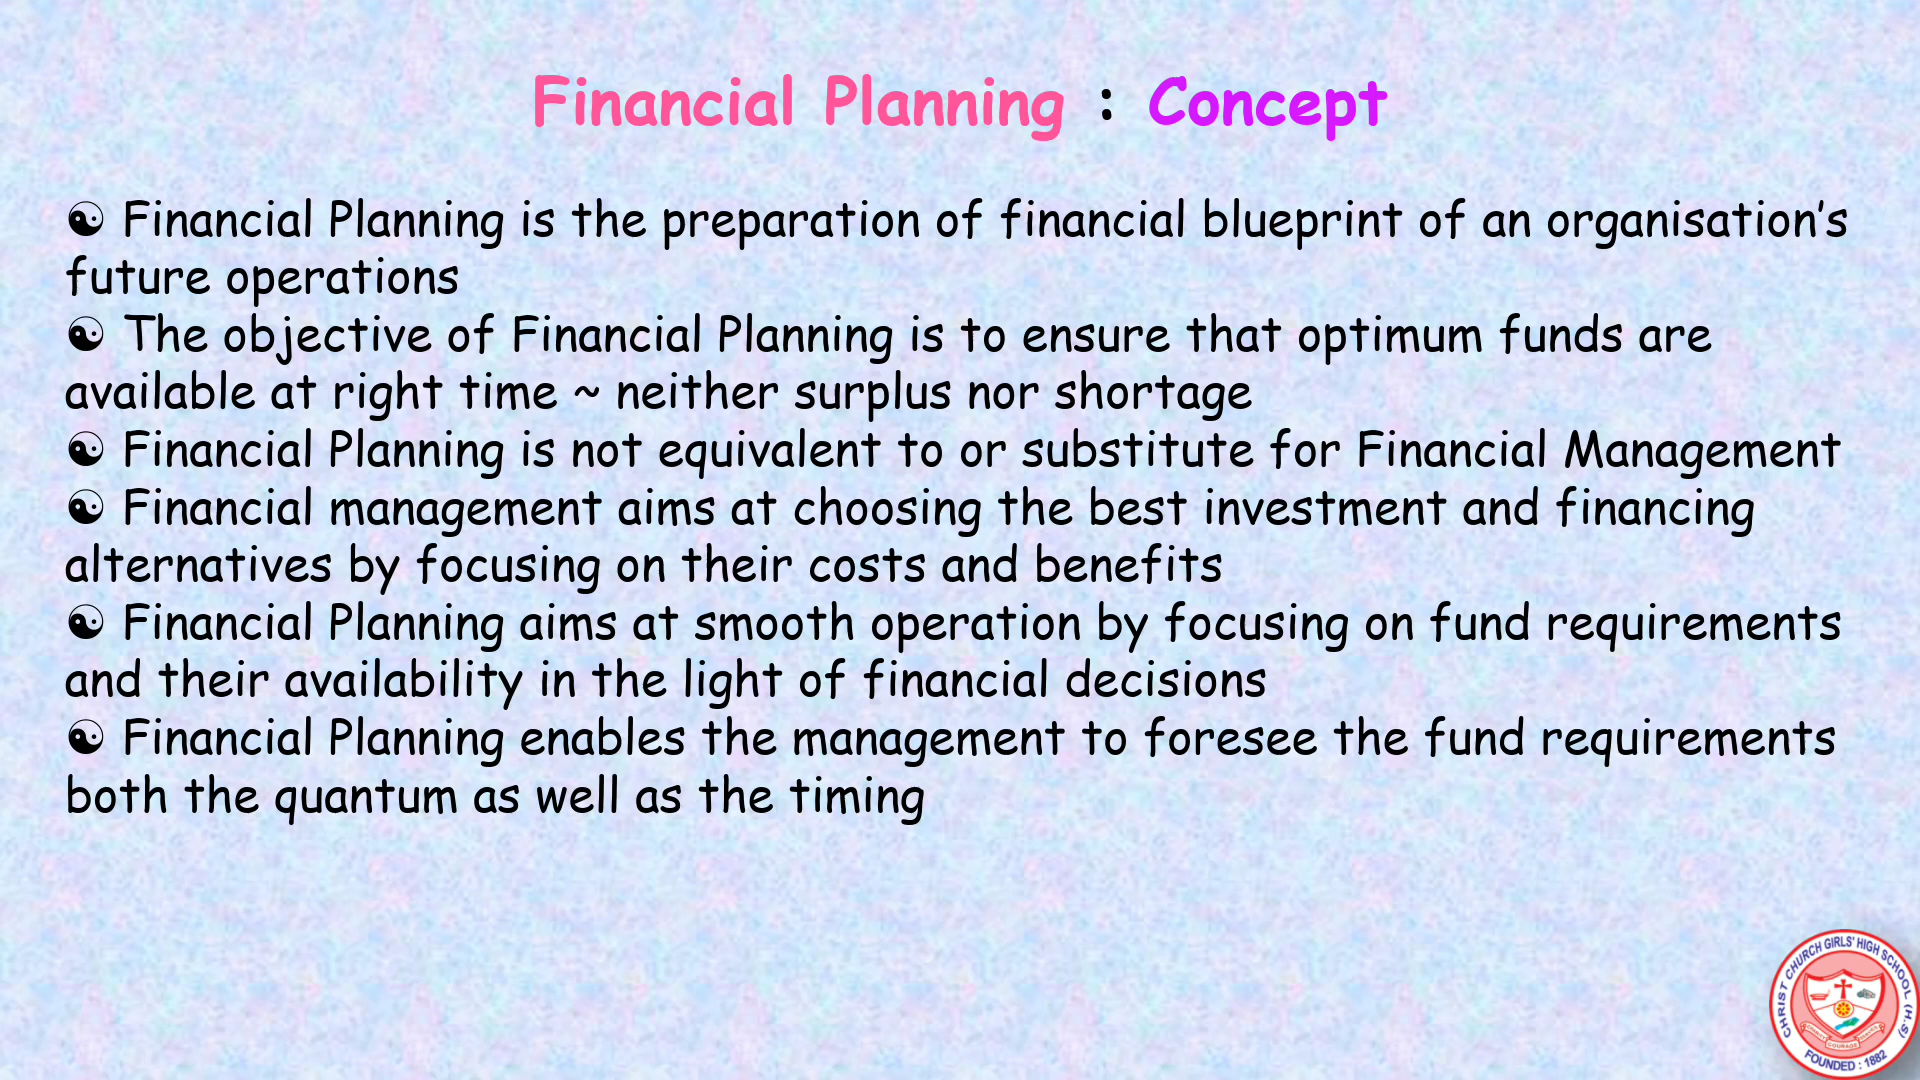 Financial Planning : Concept
☯ Financial Planning is the preparation of financial blueprint of an organisation’s
future operations
☯ The objective of Financial Planning is to ensure that optimum funds are
available at right time ~ neither surplus nor shortage
☯ Financial Planning is not equivalent to or substitute for Financial Management
☯ Financial management aims at choosing the best investment and financing
alternatives by focusing on their costs and benefits
☯ Financial Planning aims at smooth operation by focusing on fund requirements
and their availability in the light of financial decisions
☯ Financial Planning enables the management to foresee the fund requirements
both the quantum as well as the timing
CHRIST CHURCH GIRLS' HIGH SCHOOL (H.S)
COURAGE
FOUNDED : 1882